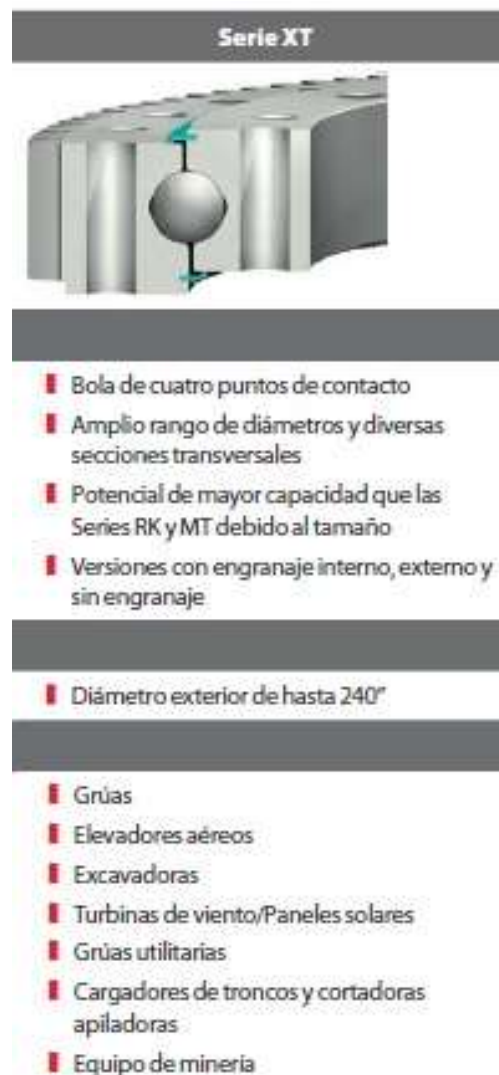 Serie XT
Bola de cuatro puntos de contacto
Amplio rango de diámetros y diversas
secciones transversales
Potencial de mayor capacidad que las
Series RK y MT debido al tamaño
Versiones con engranaje interno, externo y
sin engranaje
Diámetro exterior de hasta 240"
Grúas
Elevadores aéreos
Excavadoras
Turbinas de viento/Paneles solares
Grúas utilitarias
Cargadores de troncos y cortadoras
apiladoras
Equipo de minería